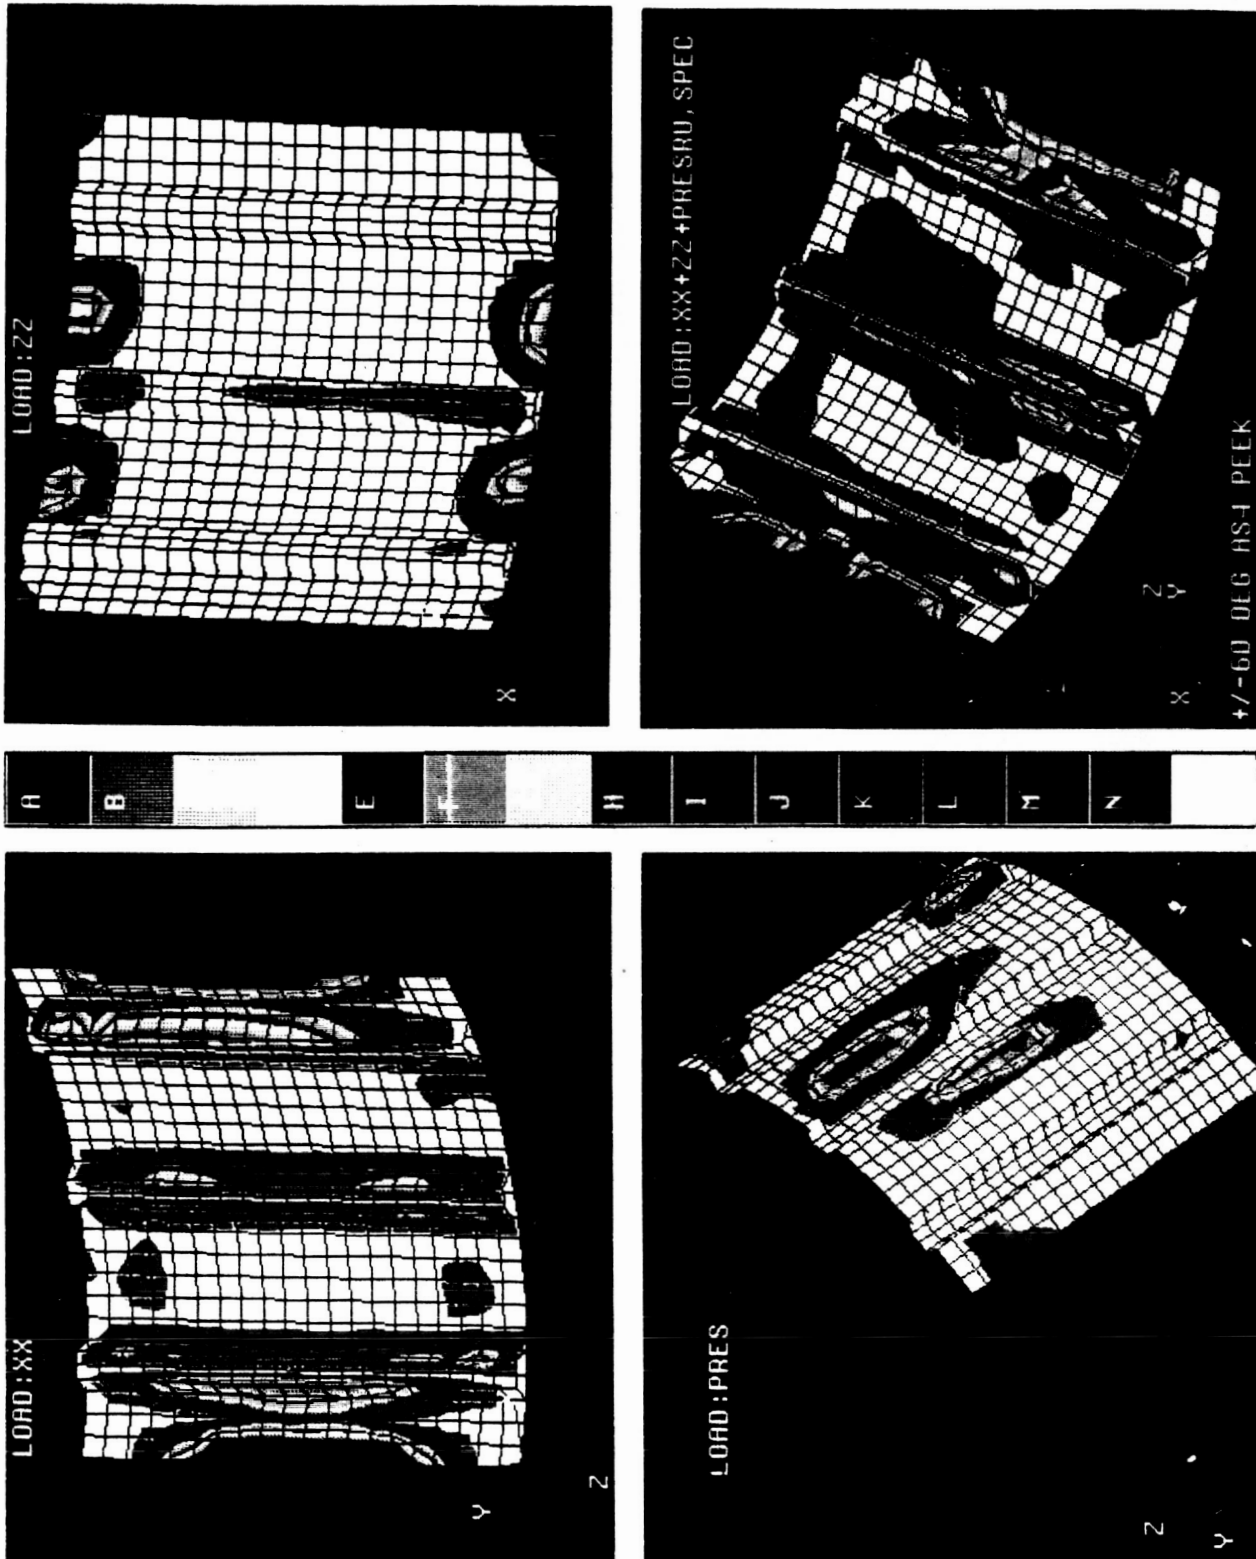 LOAD:XX
Y
Z
LOAD:ZZ
X
A
B
E
F
H
I
J
K
L
M
N
LOAD:PRES
Z
Y
LOAD:XX+ZZ+PRESRU,SPEC
Z
Y
X
+/-60 DEG AS4 PEEK